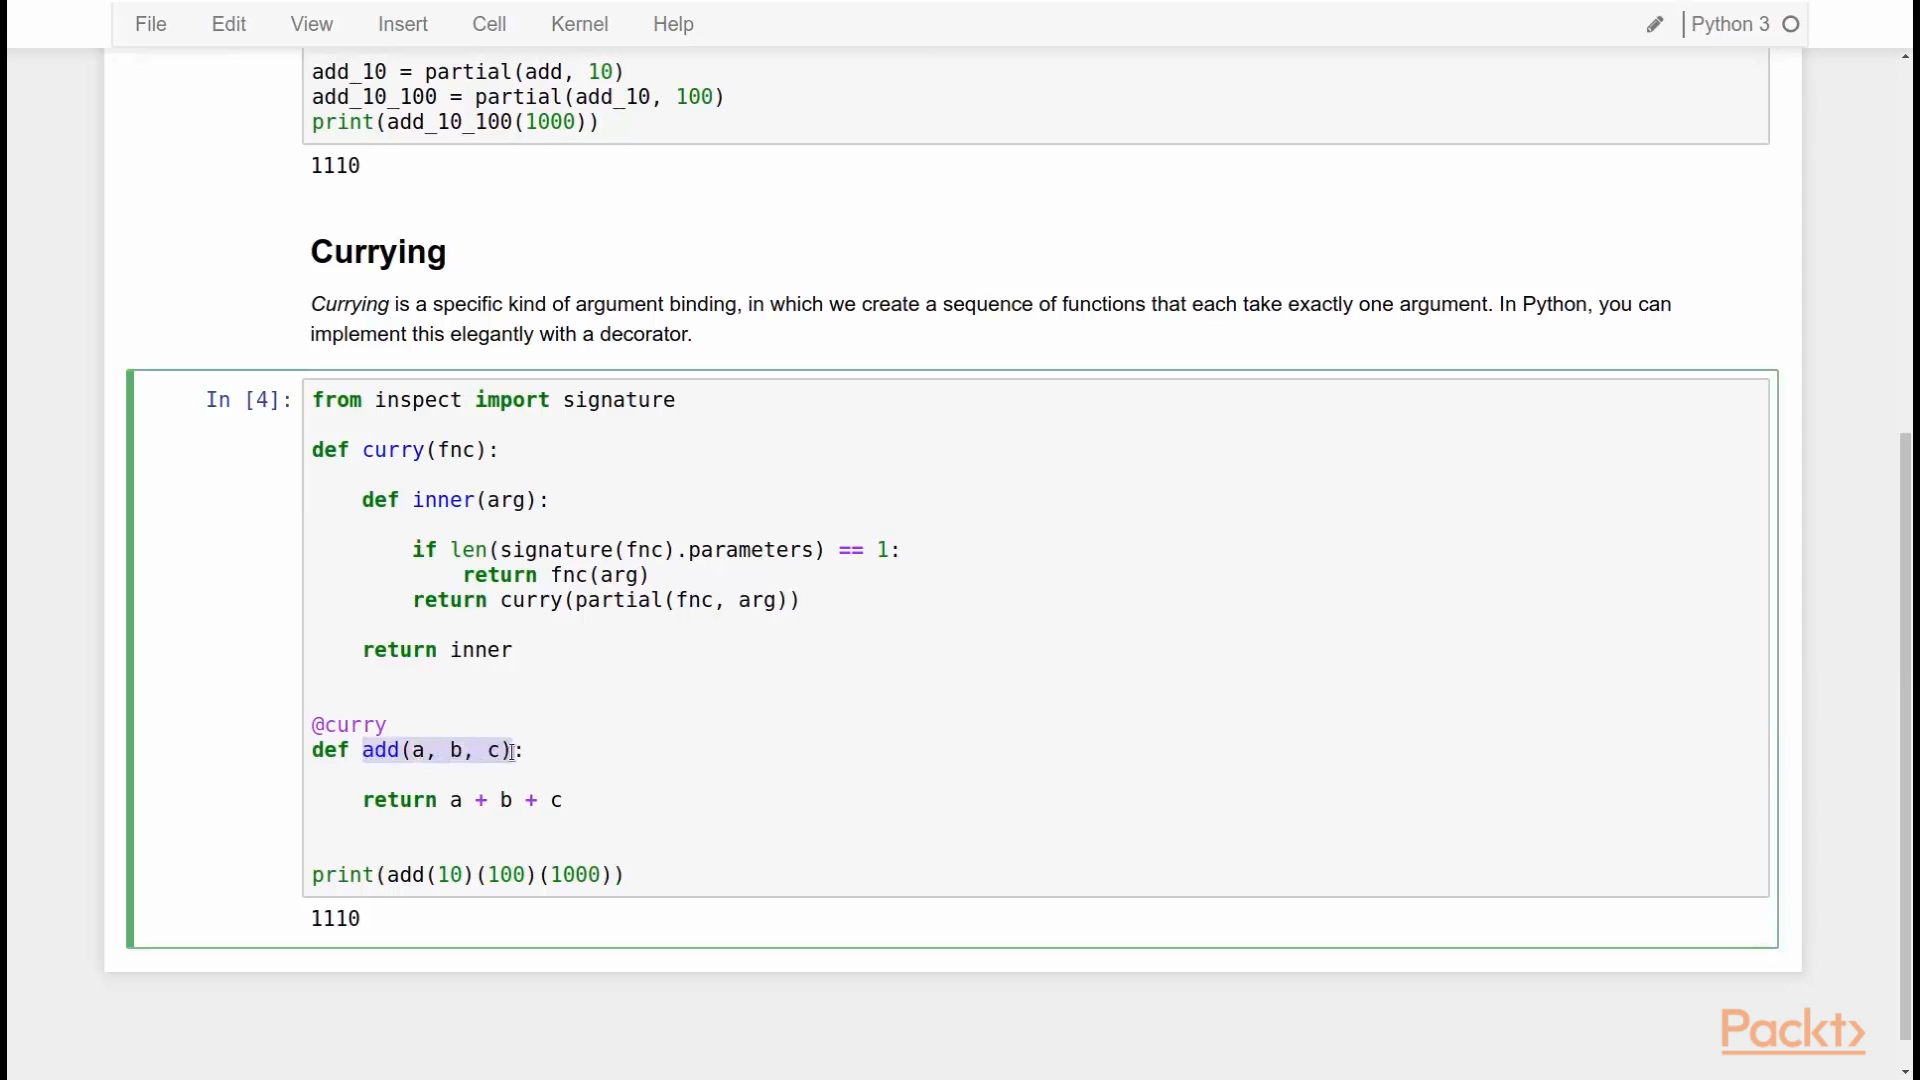 File Edit View Insert Cell Kernel Help Python 3
add_10 = partial(add, 10)
add_10_100 = partial(add_10, 100)
print(add_10_100(1000))
1110
Currying
Currying is a specific kind of argument binding, in which we create a sequence of functions that each take exactly one argument. In Python, you can
implement this elegantly with a decorator.
In [4]: from inspect import signature
def curry(fnc):
def inner(arg):
if len(signature(fnc).parameters) == 1:
return fnc(arg)
return curry(partial(fnc, arg))
return inner
@curry
def add(a, b, c):
return a + b + c
print(add(10)(100)(1000))
1110
Packt>